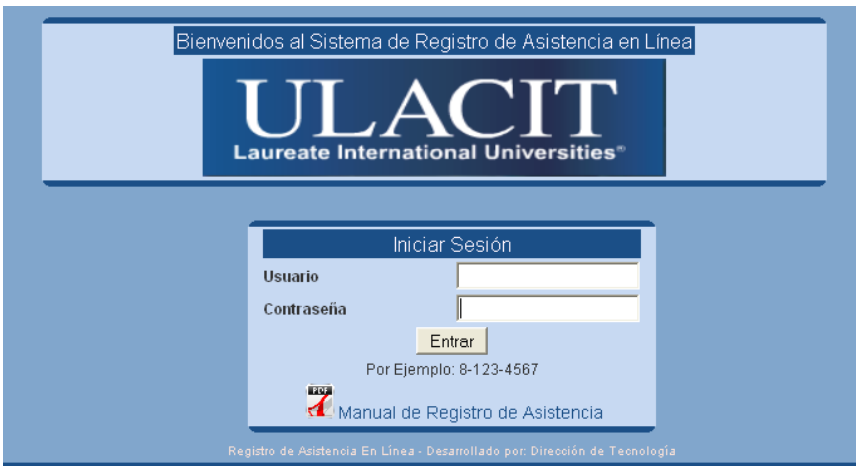 Bienvenidos al Sistema de Registro de Asistencia en Línea
ULACIT
Laureate International Universities®
Iniciar Sesión
Usuario
Contraseña
Entrar
Por Ejemplo: 8-123-4567
PDF
Manual de Registro de Asistencia
Registro de Asistencia En Línea - Desarrollado por: Dirección de Tecnología